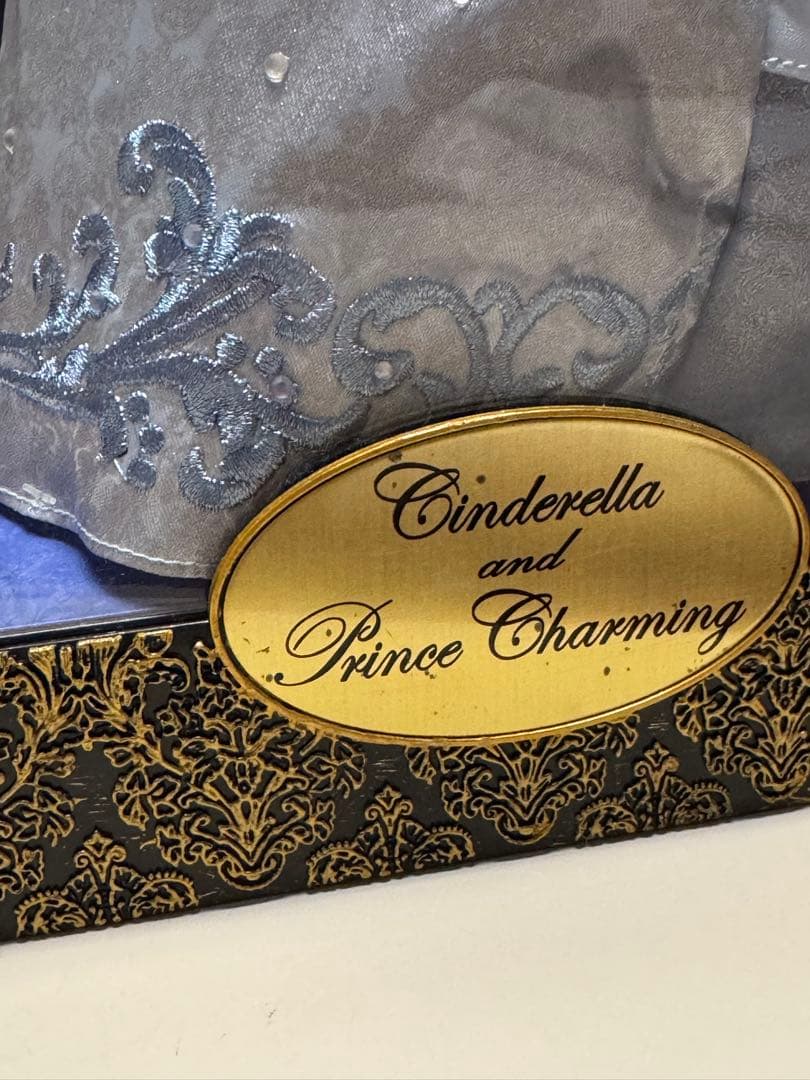 Cinderella
and
Prince Charming